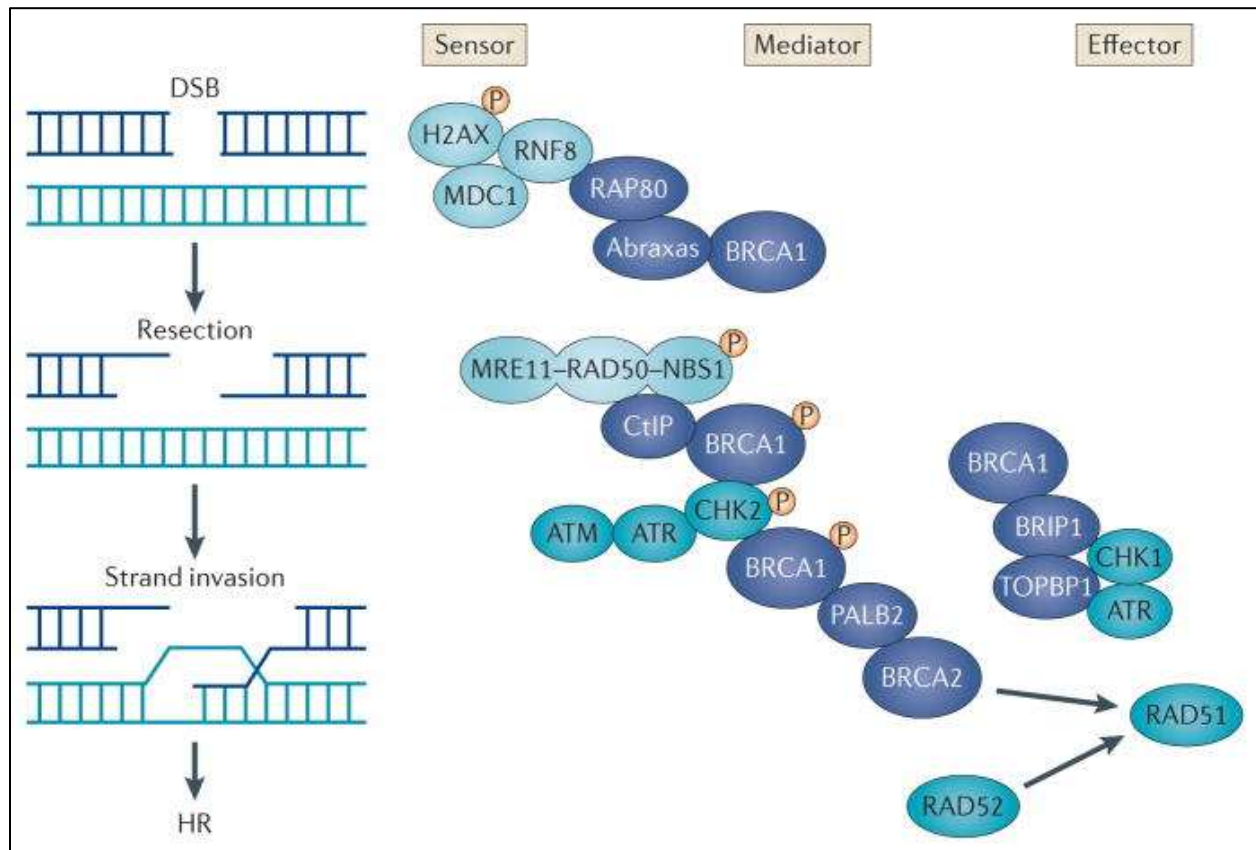 Sensor
Mediator
Effector
DSB
P
H2AX
RNF8
MDC1
RAP80
Abraxas
BRCA1
Resection
P
MRE11–RAD50–NBS1
CtIP
BRCA1
P
CHK2
P
ATM
ATR
BRCA1
P
PALB2
BRCA2
BRCA1
BRIP1
CHK1
TOPBP1
ATR
Strand invasion
RAD51
RAD52
HR